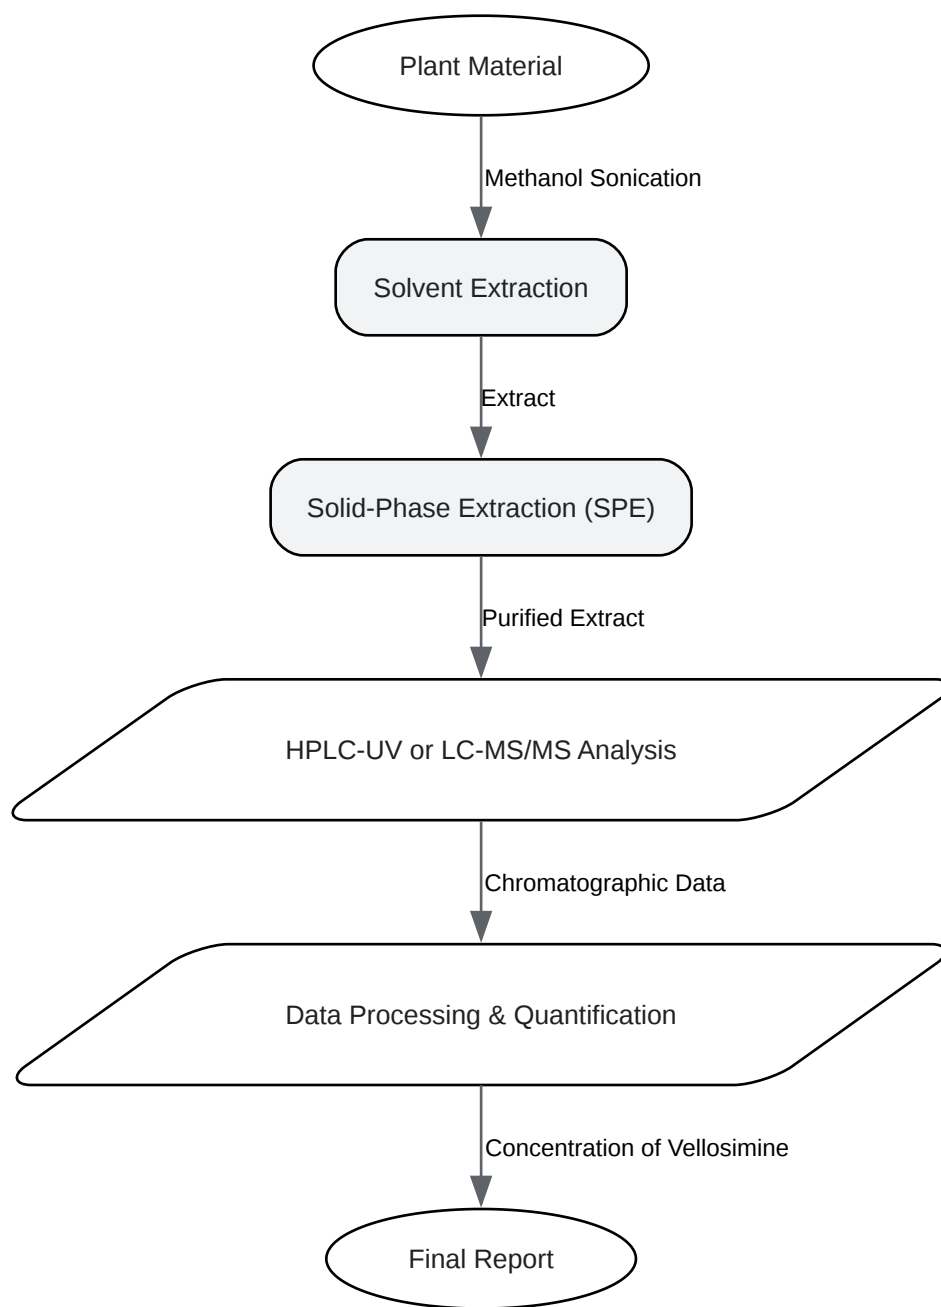 Plant Material
Methanol Sonication
Solvent Extraction
Extract
Solid-Phase Extraction (SPE)
Purified Extract
HPLC-UV or LC-MS/MS Analysis
Chromatographic Data
Data Processing & Quantification
Concentration of Vellosimine
Final Report